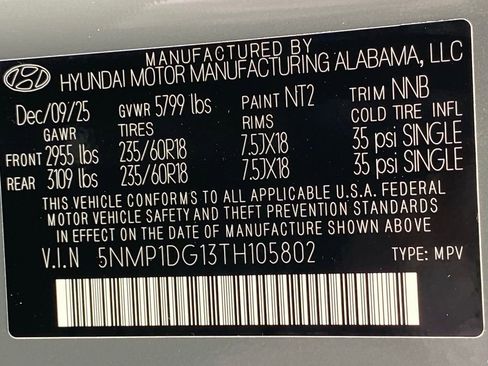 MANUFACTURED BY
HYUNDAI MOTOR MANUFACTURING ALABAMA, LLC
Dec/09/25 GVWR 5799 lbs PAINT NT2 TRIM NNB
GAWR TIRES RIMS COLD TIRE INFL
FRONT 2955 lbs 235/60R18 7.5JX18 35 psi SINGLE
REAR 3109 lbs 235/60R18 7.5JX18 35 psi SINGLE
THIS VEHICLE CONFORMS TO ALL APPLICABLE U.S.A. FEDERAL
MOTOR VEHICLE SAFETY AND THEFT PREVENTION STANDARDS
IN EFFECT ON THE DATE OF MANUFACTURE SHOWN ABOVE
V.I.N 5NMP1DG13TH105802 TYPE: MPV